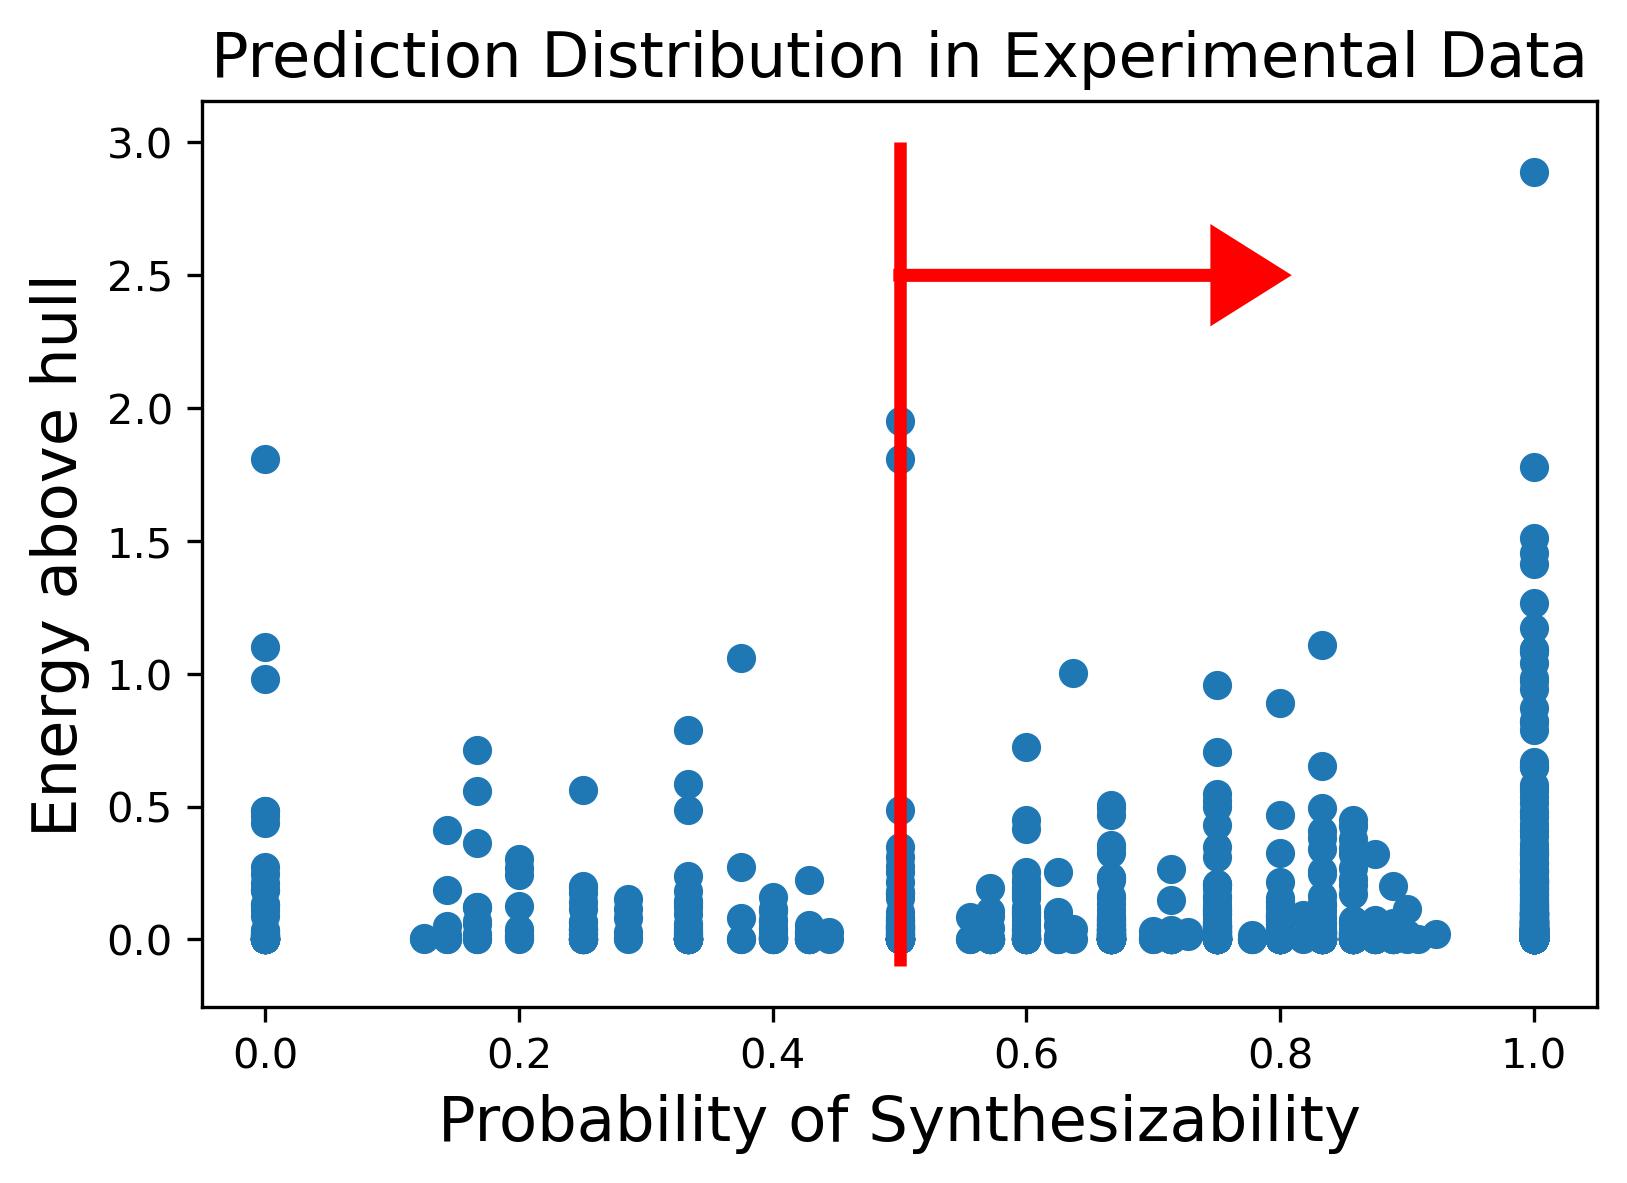 Prediction Distribution in Experimental Data
3.0
2.5
2.0
1.5
1.0
0.5
0.0
Energy above hull
0.0 0.2 0.4 0.6 0.8 1.0
Probability of Synthesizability